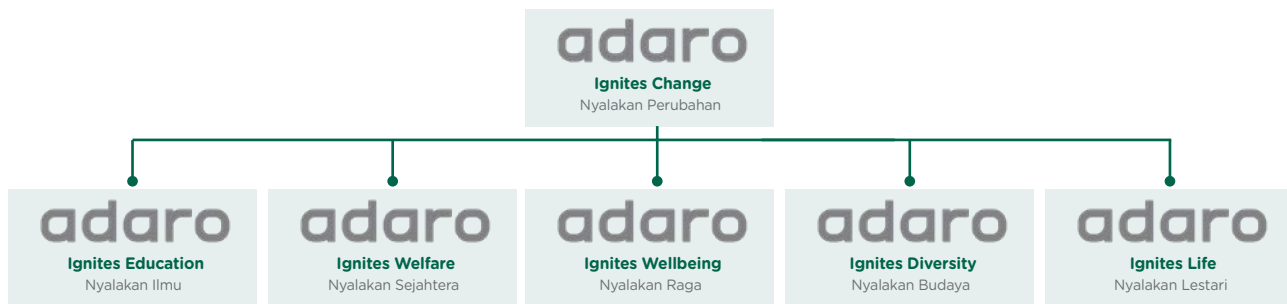 adaro
Ignites Change
Nyalakan Perubahan
adaro
Ignites Education
Nyalakan Ilmu
adaro
Ignites Welfare
Nyalakan Sejahtera
adaro
Ignites Wellbeing
Nyalakan Raga
adaro
Ignites Diversity
Nyalakan Budaya
adaro
Ignites Life
Nyalakan Lestari